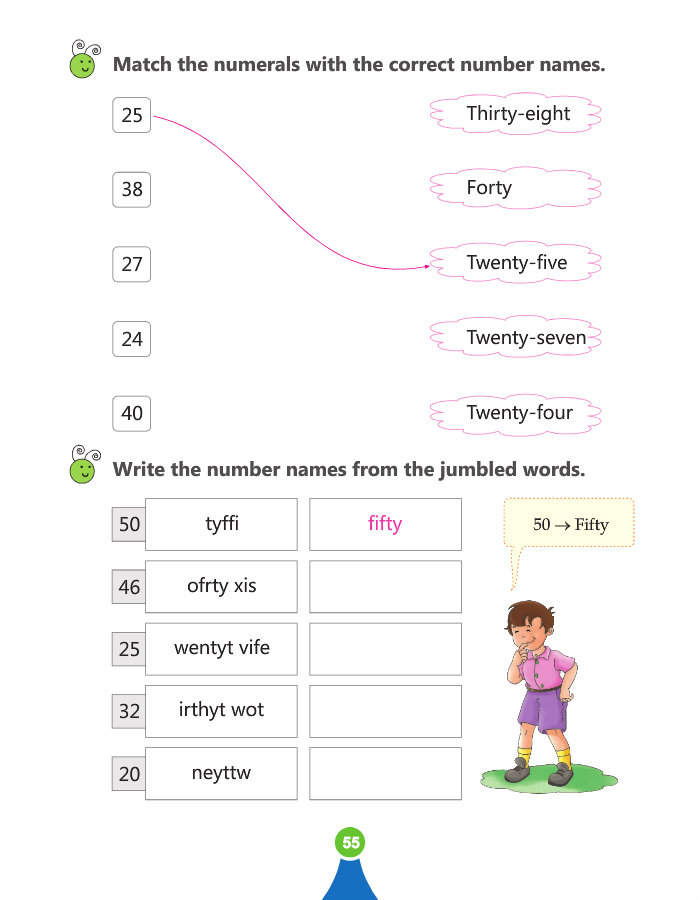 Match the numerals with the correct number names.
25 Thirty-eight
38 Forty
27 Twenty-five
24 Twenty-seven
40 Twenty-four
Write the number names from the jumbled words.
50 tyffi fifty
50 → Fifty
46 ofrty xis
25 wentyt vife
32 irthyt wot
20 neyttw
55